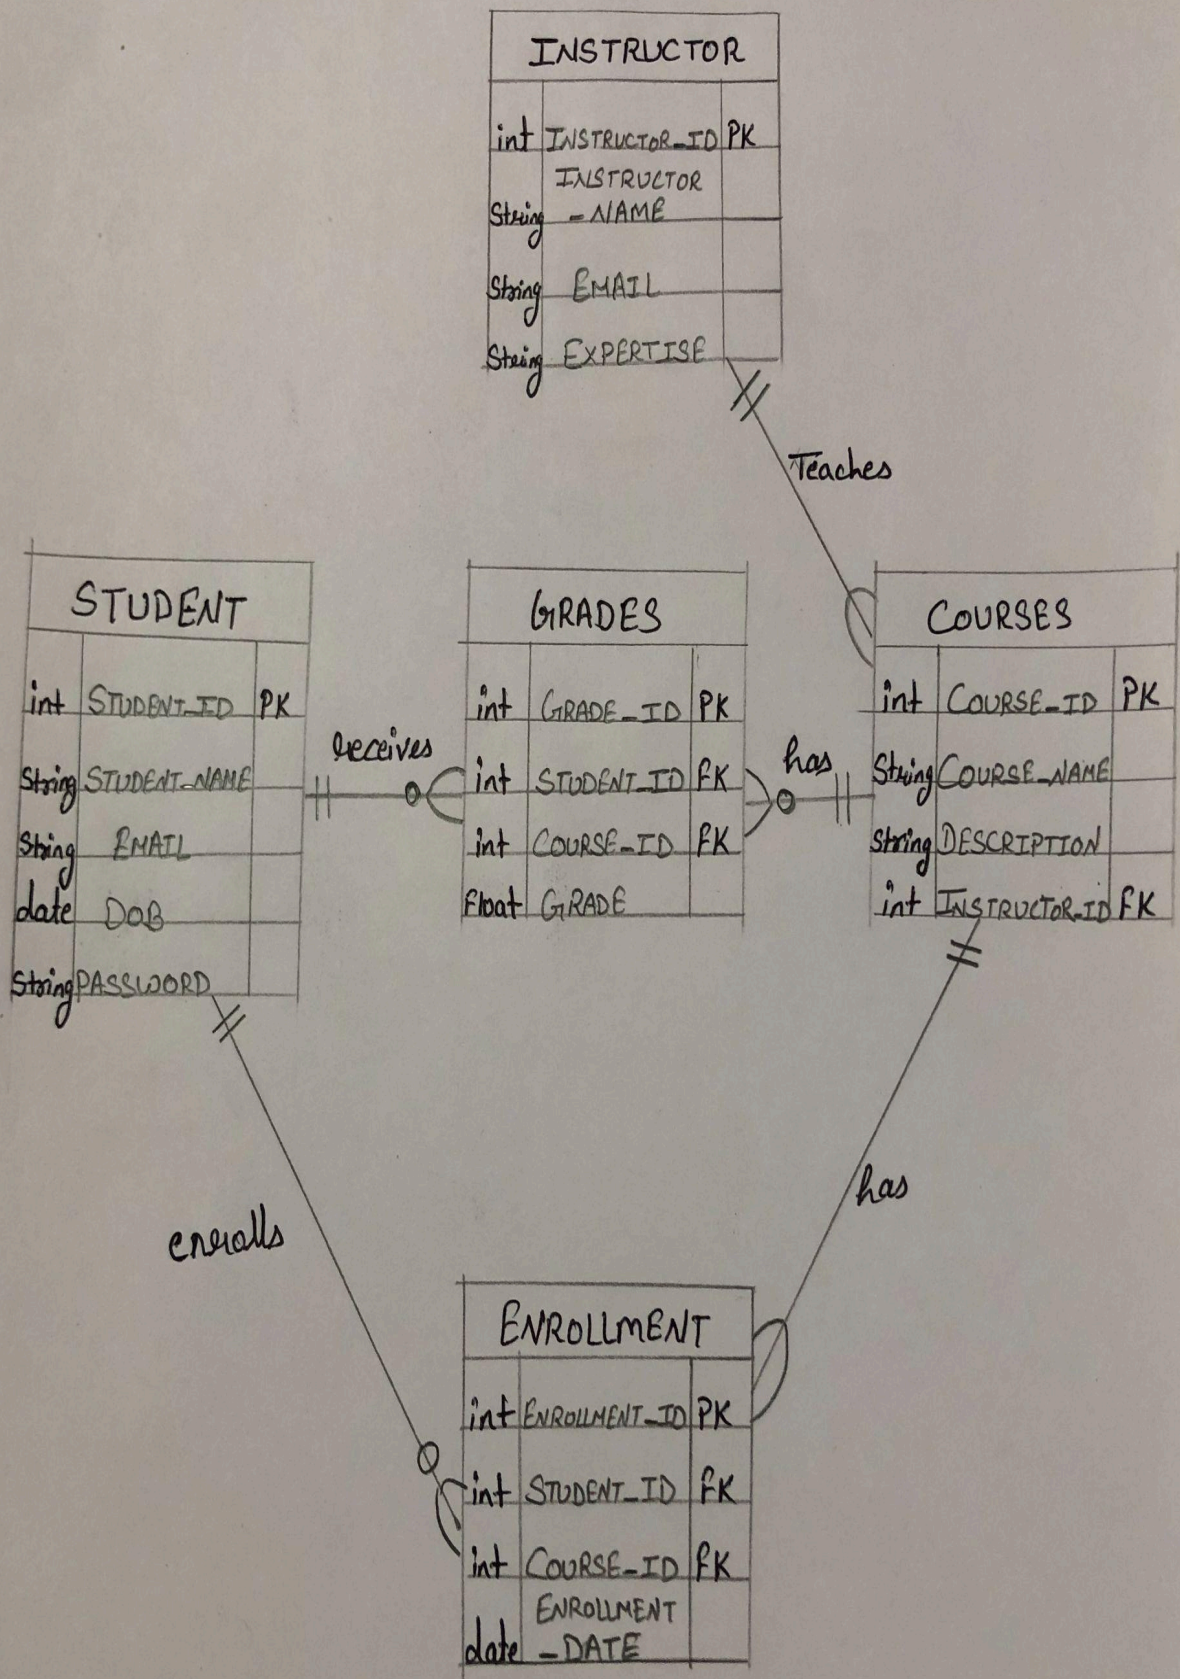 INSTRUCTOR
int INSTRUCTOR_ID PK
INSTRUCTOR
String -NAME
String EMAIL
String EXPERTISE
Teaches
STUDENT
int STUDENT_ID PK
String STUDENT_NAME
String EMAIL
date DOB
String PASSWORD
receives
GRADES
int GRADE_ID PK
int STUDENT_ID FK
int COURSE_ID FK
Float GRADE
has
COURSES
int COURSE_ID PK
String COURSE_NAME
String DESCRIPTION
int INSTRUCTOR_ID FK
enrolls
has
ENROLLMENT
int ENROLLMENT_ID PK
int STUDENT_ID FK
int COURSE_ID FK
ENROLLMENT
date -DATE